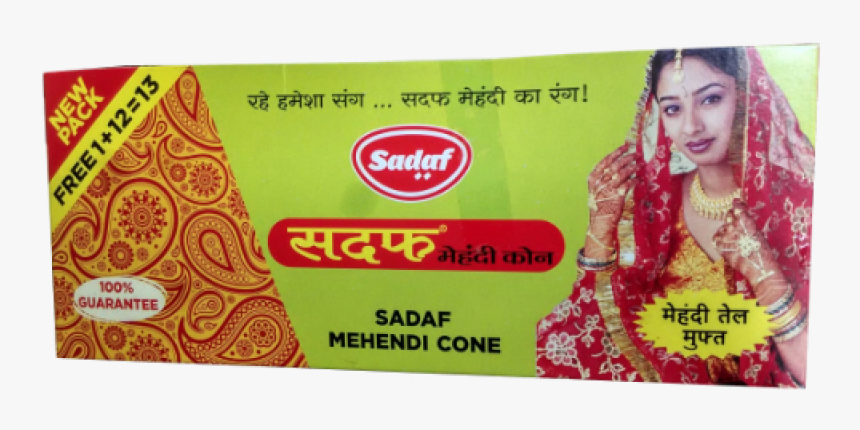 NEW
PACK
FREE 1+12=13
रहे हमेशा संग ... सदफ मेहंदी का रंग!
Sadaf
सदफ® मेहंदी कोन
100%
GUARANTEE
SADAF
MEHENDI CONE
मेहंदी तेल
मुफ्त